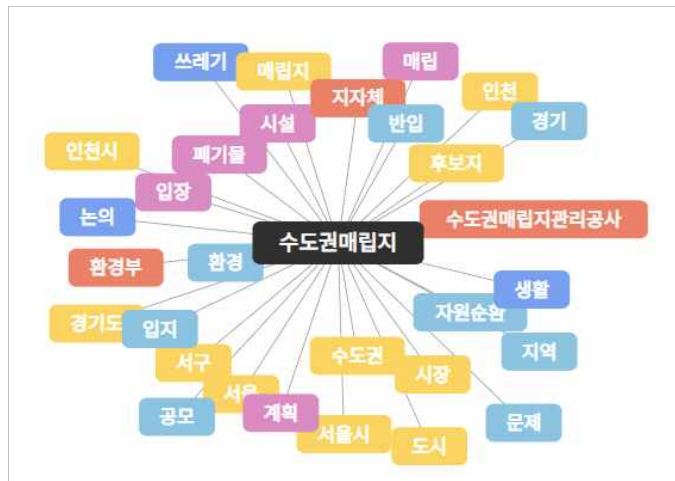 쓰레기
매립지
매립
지자체
인천
시설
반입
경기
인천시
폐기물
후보지
입장
논의
수도권매립지관리공사
수도권매립지
환경부
환경
생활
자원순환
경기도
입지
지역
서구
수도권
시장
서울
공모
계획
서울시
도시
문제